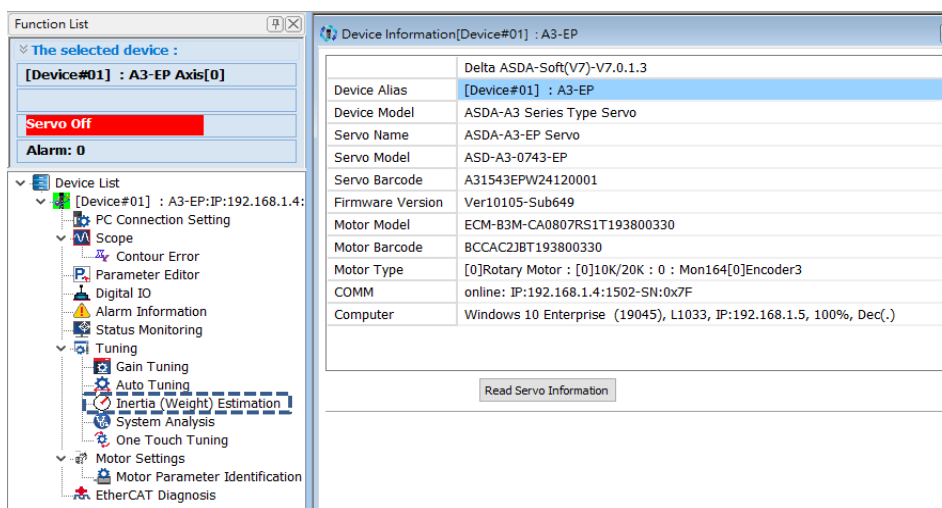 Function List
The selected device :
[Device#01] : A3-EP Axis[0]
Servo Off
Alarm: 0
Device List
[Device#01] : A3-EP:IP:192.168.1.4:
PC Connection Setting
Scope
Contour Error
Parameter Editor
Digital IO
Alarm Information
Status Monitoring
Tuning
Gain Tuning
Auto Tuning
Inertia (Weight) Estimation
System Analysis
One Touch Tuning
Motor Settings
Motor Parameter Identification
EtherCAT Diagnosis
Device Information[Device#01] : A3-EP
Delta ASDA-Soft(V7)-V7.0.1.3
Device Alias [Device#01] : A3-EP
Device Model ASDA-A3 Series Type Servo
Servo Name ASDA-A3-EP Servo
Servo Model ASD-A3-0743-EP
Servo Barcode A31543EPW24120001
Firmware Version Ver10105-Sub649
Motor Model ECM-B3M-CA0807RS1T193800330
Motor Barcode BCCAC2JBT193800330
Motor Type [0]Rotary Motor : [0]10K/20K : 0 : Mon164[0]Encoder3
COMM online: IP:192.168.1.4:1502-SN:0x7F
Computer Windows 10 Enterprise (19045), L1033, IP:192.168.1.5, 100%, Dec(.)
Read Servo Information